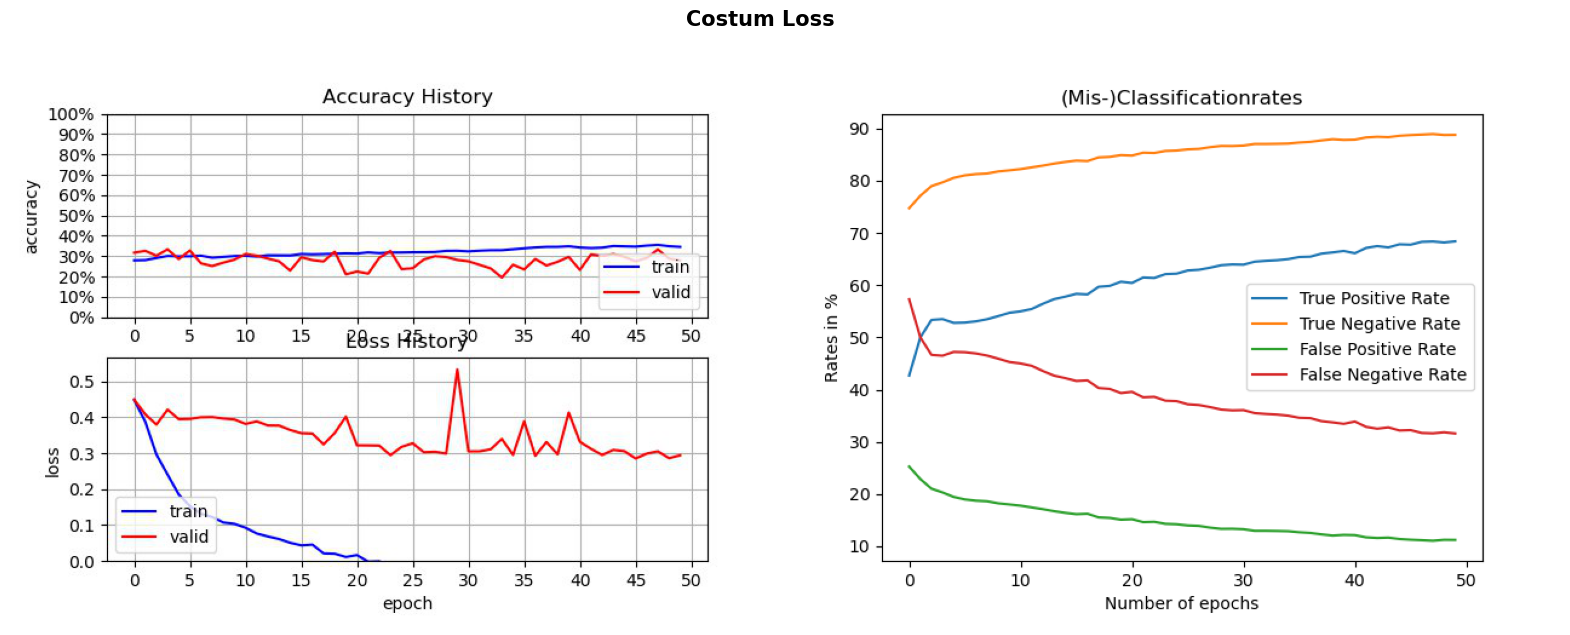 Costum Loss
Accuracy History
accuracy
100%
90%
80%
70%
60%
50%
40%
30%
20%
10%
0%
train
valid
0 5 10 15 20 25 30 35 40 45 50
Loss History
loss
0.5
0.4
0.3
0.2
0.1
0.0
train
valid
0 5 10 15 20 25 30 35 40 45 50
epoch
(Mis-)Classificationrates
Rates in %
90
80
70
60
50
40
30
20
10
True Positive Rate
True Negative Rate
False Positive Rate
False Negative Rate
0 10 20 30 40 50
Number of epochs